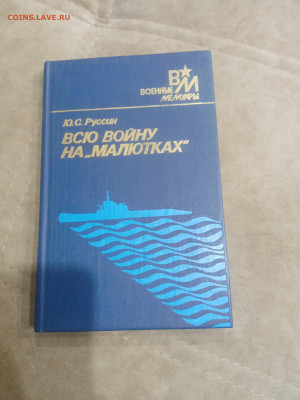 COINS.LAVE.RU
ВМ
ВОЕННЫЕ
МЕМУАРЫ
Ю.С.Руссин
ВСЮ ВОЙНУ
НА „МАЛЮТКАХ”